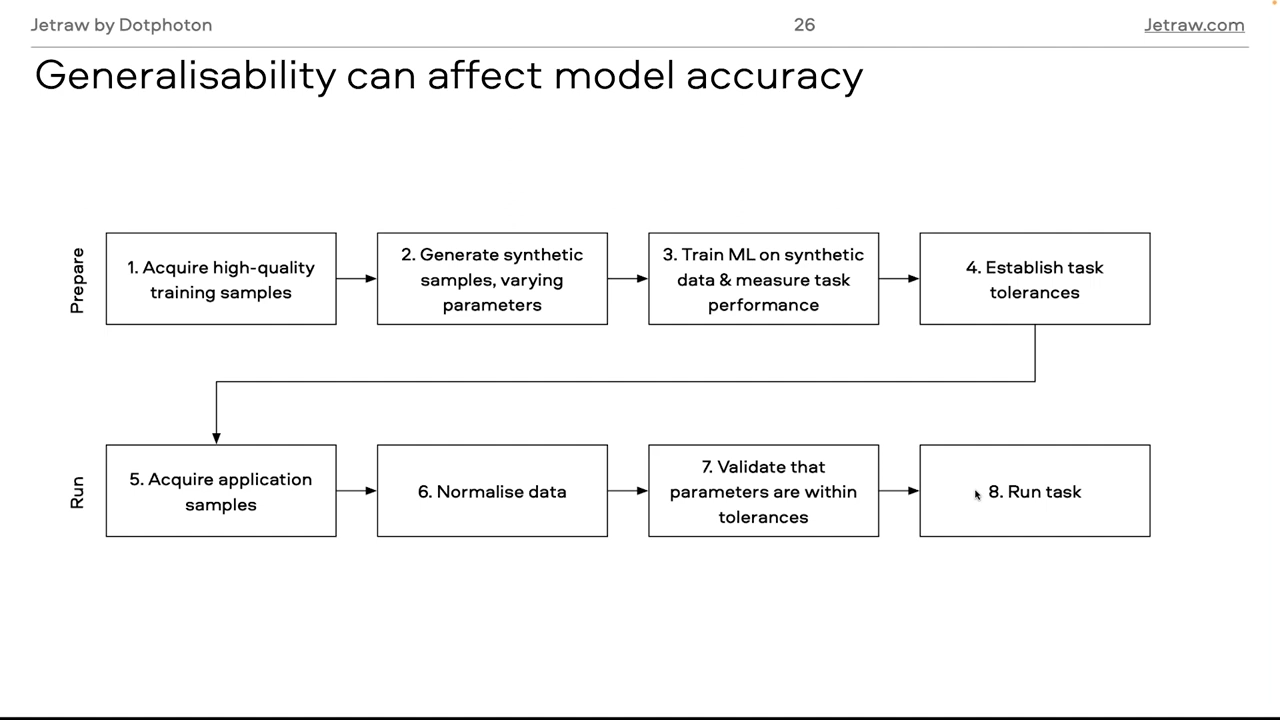 Jetraw by Dotphoton
26
Jetraw.com
Generalisability can affect model accuracy
Prepare
1. Acquire high-quality
training samples
2. Generate synthetic
samples, varying
parameters
3. Train ML on synthetic
data & measure task
performance
4. Establish task
tolerances
Run
5. Acquire application
samples
6. Normalise data
7. Validate that
parameters are within
tolerances
8. Run task